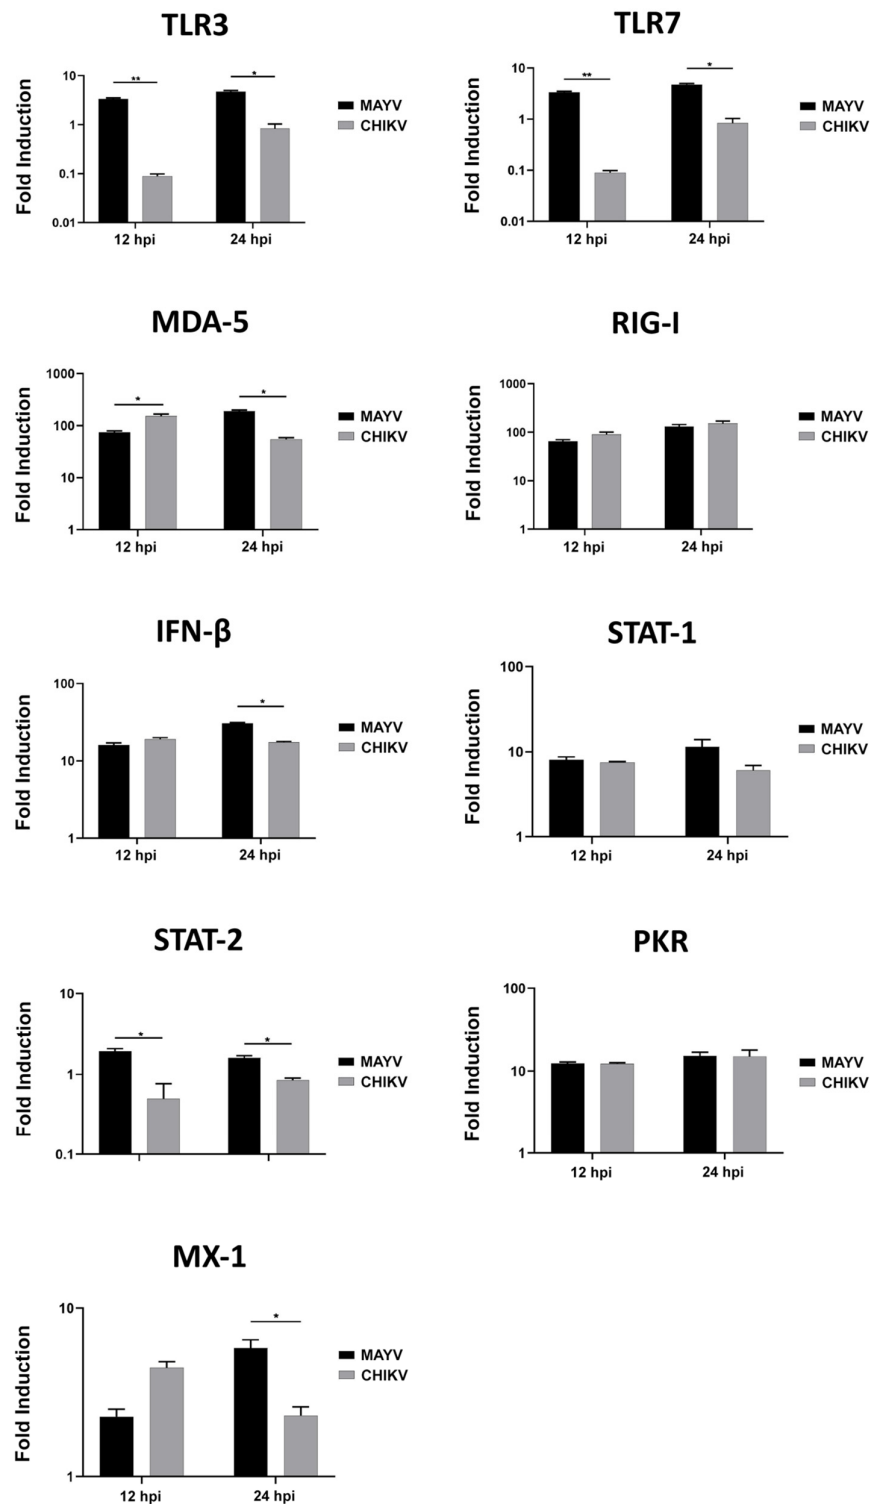 TLR3
Fold Induction
10
1
0.1
0.01
**
*
12 hpi
24 hpi
MAYV
CHIKV
TLR7
Fold Induction
10
1
0.1
0.01
**
*
12 hpi
24 hpi
MAYV
CHIKV
MDA-5
Fold Induction
1000
100
10
1
*
*
12 hpi
24 hpi
MAYV
CHIKV
RIG-I
Fold Induction
1000
100
10
1
12 hpi
24 hpi
MAYV
CHIKV
IFN-β
Fold Induction
100
10
1
*
12 hpi
24 hpi
MAYV
CHIKV
STAT-1
Fold Induction
100
10
1
12 hpi
24 hpi
MAYV
CHIKV
STAT-2
Fold Induction
10
1
0.1
*
*
MAYV
CHIKV
PKR
Fold Induction
100
10
1
12 hpi
24 hpi
MAYV
CHIKV
MX-1
Fold Induction
10
1
*
12 hpi
24 hpi
MAYV
CHIKV